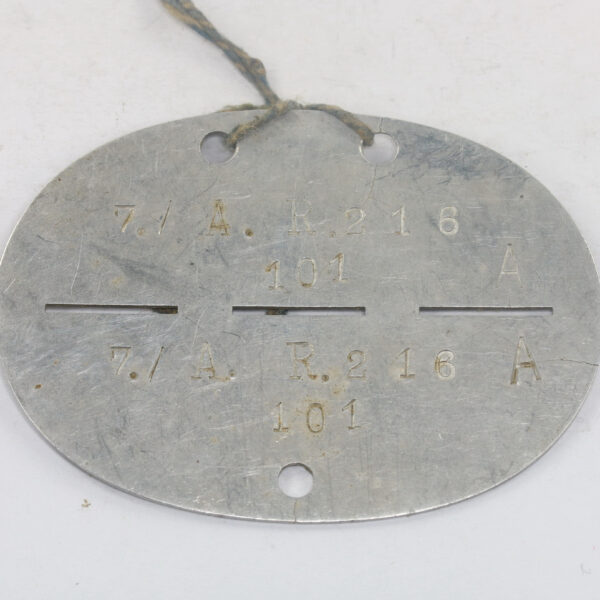 7./ A. R.216
101 A
7./ A. R.216 A
101